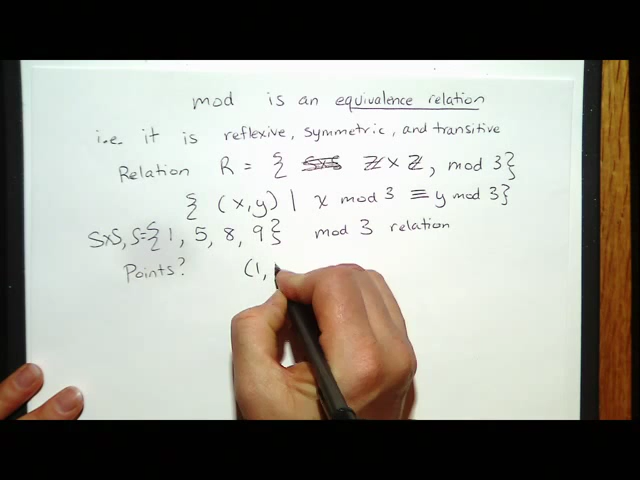 mod is an equivalence relation
i.e. it is reflexive, symmetric, and transitive
Relation R = { ℤ × ℤ, mod 3}
{ (x,y) | x mod 3 ≡ y mod 3}
SxS, S={1, 5, 8, 9} mod 3 relation
Points? (1,